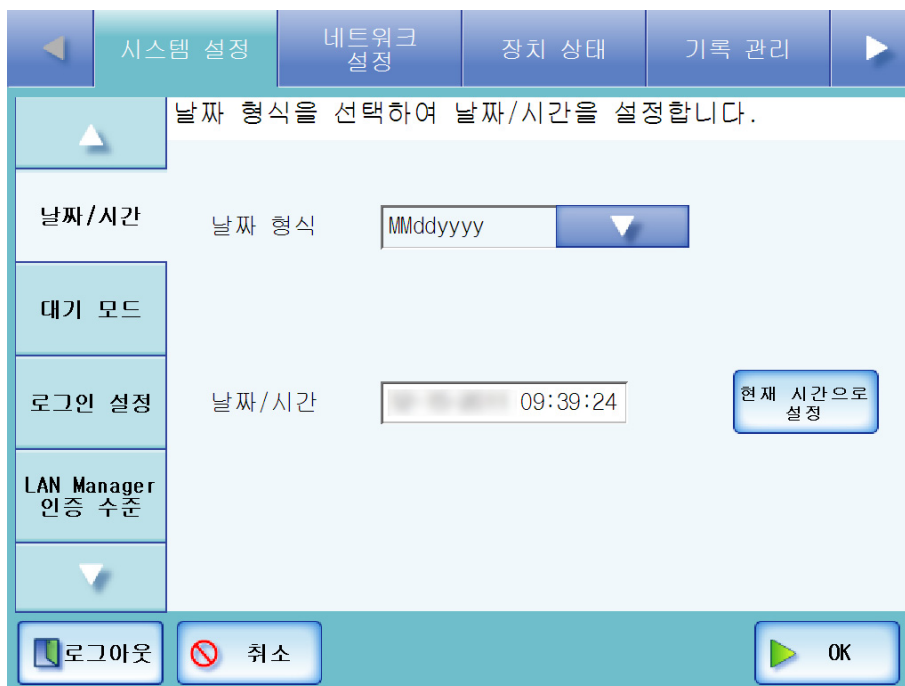 시스템 설정
네트워크
설정
장치 상태
기록 관리
날짜 형식을 선택하여 날짜/시간을 설정합니다.
날짜/시간
대기 모드
로그인 설정
LAN Manager
인증 수준
날짜 형식
MMddyyyy
날짜/시간
09:39:24
현재 시간으로
설정
로그아웃
취소
OK